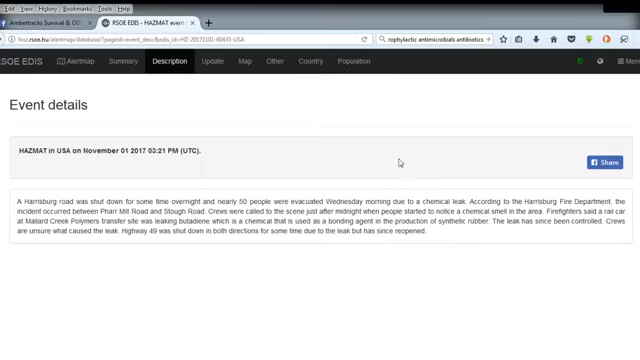 Edit View History Bookmarks Tools Help
Ambertracks Survival & OD
RSOE EDIS - HAZMAT event
hisz.rsoe.hu/alertmap/database/?pageid=event_desc&edis_id=HZ-20171101-60435-USA
rophylactic antimicrobials antibiotics
RSOE EDIS Alertmap Summary Description Update Map Other Country Population Menu
Event details
HAZMAT in USA on November 01 2017 03:21 PM (UTC).
Share
A Harrisburg road was shut down for some time overnight and nearly 50 people were evacuated Wednesday morning due to a chemical leak. According to the Harrisburg Fire Department, the
incident occurred between Pharr Mill Road and Stough Road. Crews were called to the scene just after midnight when people started to notice a chemical smell in the area. Firefighters said a rail car
at Mallard Creek Polymers transfer site was leaking butadiene which is a chemical that is used as a bonding agent in the production of synthetic rubber. The leak has since been controlled. Crews
are unsure what caused the leak. Highway 49 was shut down in both directions for some time due to the leak but has since reopened.